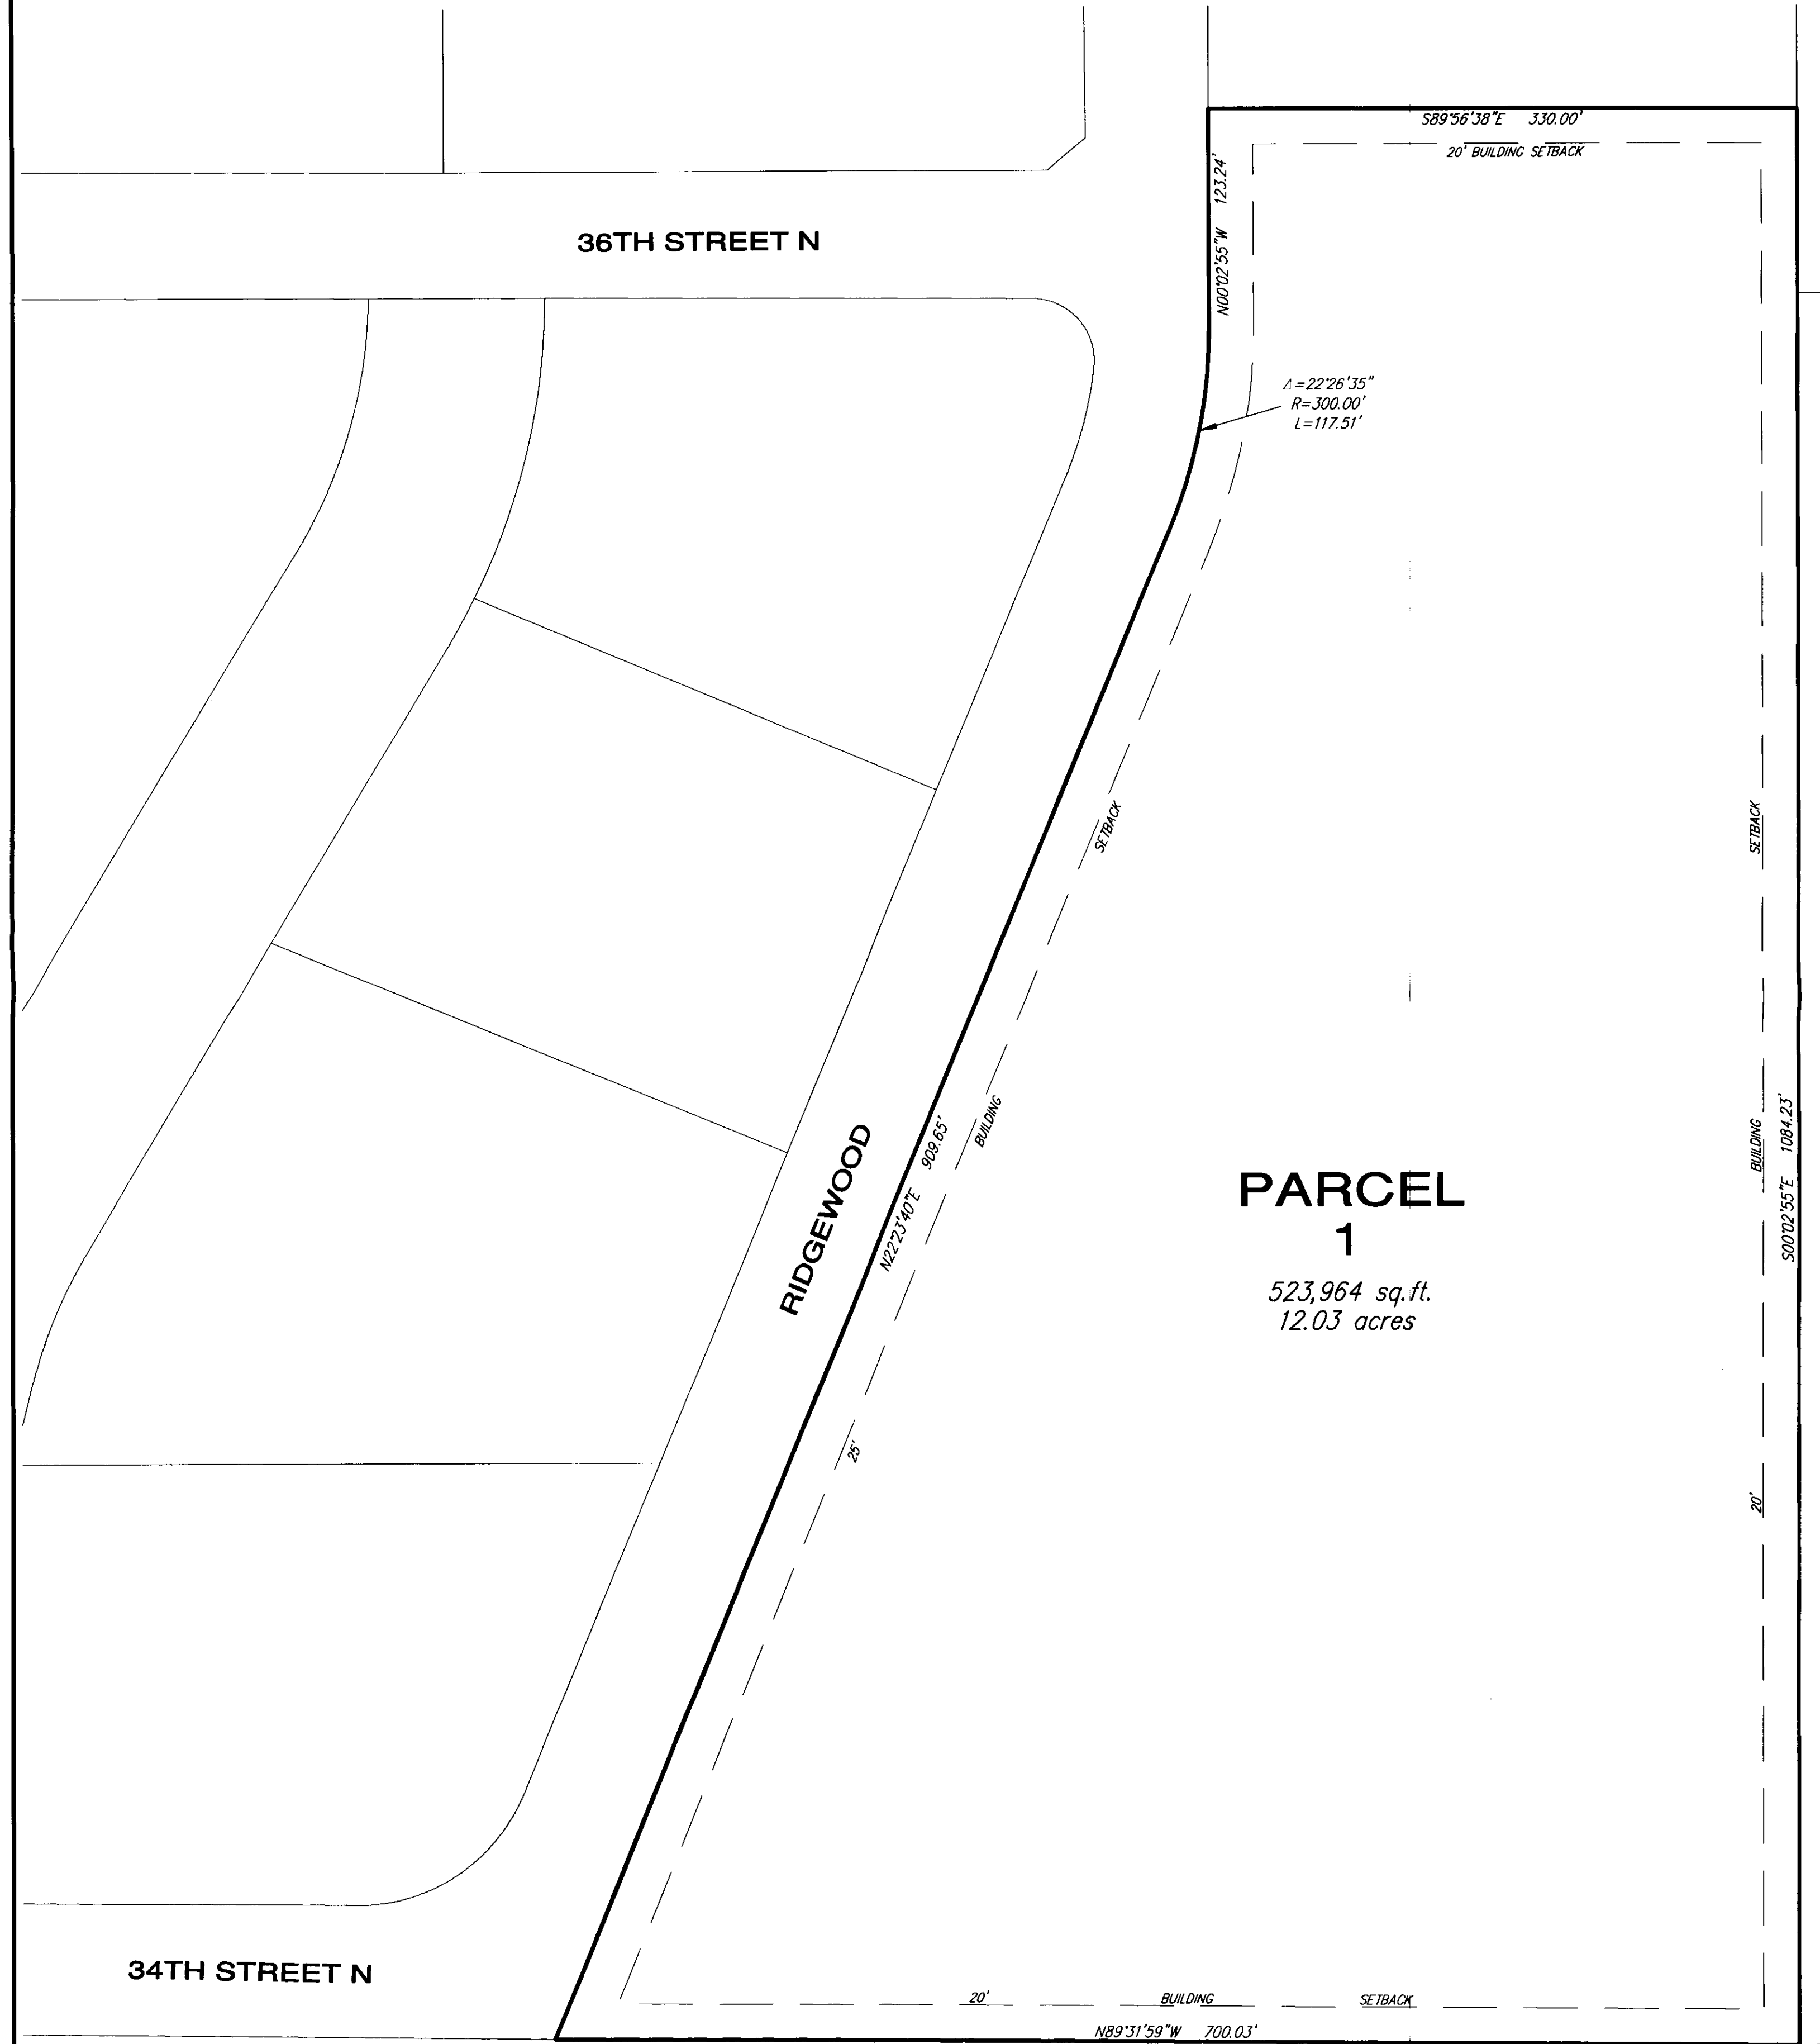 S89°56'38"E 330.00'
20' BUILDING SETBACK
N00°02'55"W 123.24'
36TH STREET N
Δ=22°26'35"
R=300.00'
L=117.51'
SETBACK
SETBACK
BUILDING
BUILDING
S00°02'55"E 1084.23'
N22°23'40"E 909.65'
RIDGEWOOD
PARCEL
1
523,964 sq.ft.
12.03 acres
25'
20'
34TH STREET N
20' BUILDING SETBACK
N89°31'59"W 700.03'